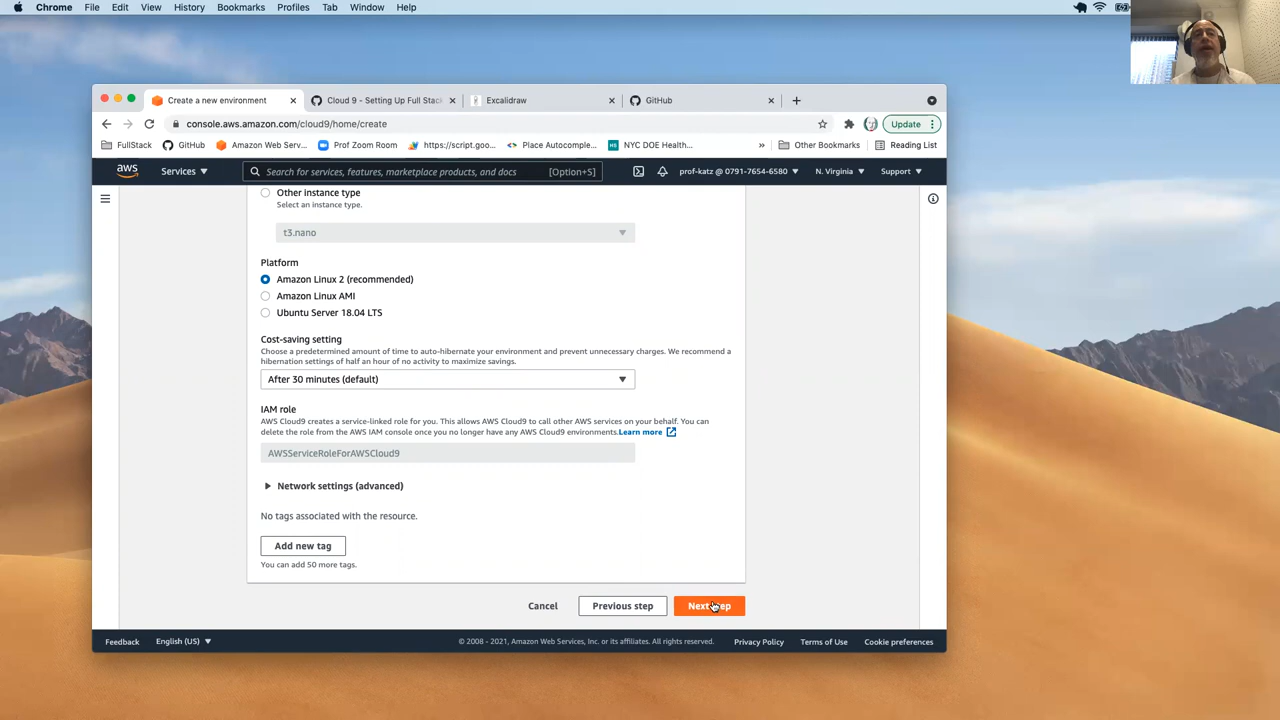 Chrome File Edit View History Bookmarks Profiles Tab Window Help
Create a new environment
Cloud 9 - Setting Up Full Stack
Excalidraw
GitHub
console.aws.amazon.com/cloud9/home/create
Update
FullStack
GitHub
Amazon Web Serv...
Prof Zoom Room
https://script.goo...
Place Autocomple...
NYC DOE Health...
»
Other Bookmarks
Reading List
aws
Services
Search for services, features, marketplace products, and docs
[Option+S]
prof-katz @ 0791-7654-6580
N. Virginia
Support
Other instance type
Select an instance type.
t3.nano
Platform
Amazon Linux 2 (recommended)
Amazon Linux AMI
Ubuntu Server 18.04 LTS
Cost-saving setting
Choose a predetermined amount of time to auto-hibernate your environment and prevent unnecessary charges. We recommend a
hibernation settings of half an hour of no activity to maximize savings.
After 30 minutes (default)
IAM role
AWS Cloud9 creates a service-linked role for you. This allows AWS Cloud9 to call other AWS services on your behalf. You can
delete the role from the AWS IAM console once you no longer have any AWS Cloud9 environments.Learn more
AWSServiceRoleForAWSCloud9
Network settings (advanced)
No tags associated with the resource.
Add new tag
You can add 50 more tags.
Cancel
Previous step
Next step
Feedback
English (US)
© 2008 - 2021, Amazon Web Services, Inc. or its affiliates. All rights reserved.
Privacy Policy
Terms of Use
Cookie preferences